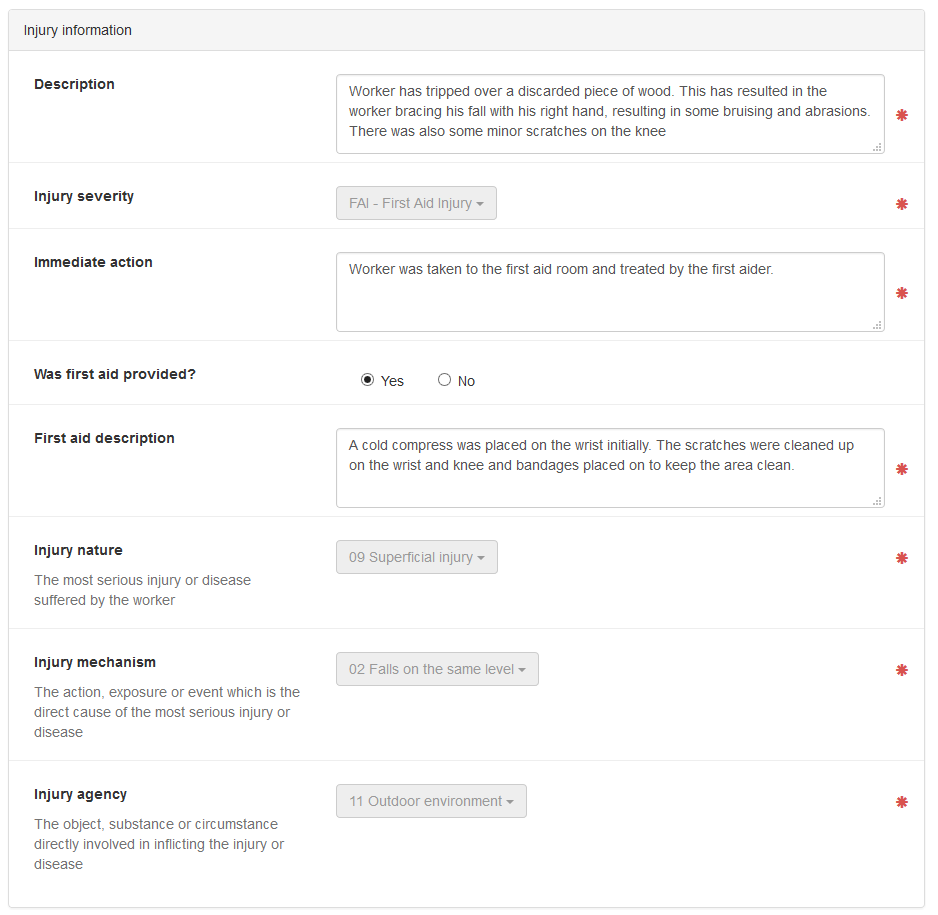 Injury information
Description
Worker has tripped over a discarded piece of wood. This has resulted in the
worker bracing his fall with his right hand, resulting in some bruising and abrasions.
There was also some minor scratches on the knee
Injury severity
FAI - First Aid Injury
Immediate action
Worker was taken to the first aid room and treated by the first aider.
Was first aid provided?
Yes
No
First aid description
A cold compress was placed on the wrist initially. The scratches were cleaned up
on the wrist and knee and bandages placed on to keep the area clean.
Injury nature
09 Superficial injury
The most serious injury or disease
suffered by the worker
Injury mechanism
02 Falls on the same level
The action, exposure or event which is the
direct cause of the most serious injury or
disease
Injury agency
11 Outdoor environment
The object, substance or circumstance
directly involved in inflicting the injury or
disease